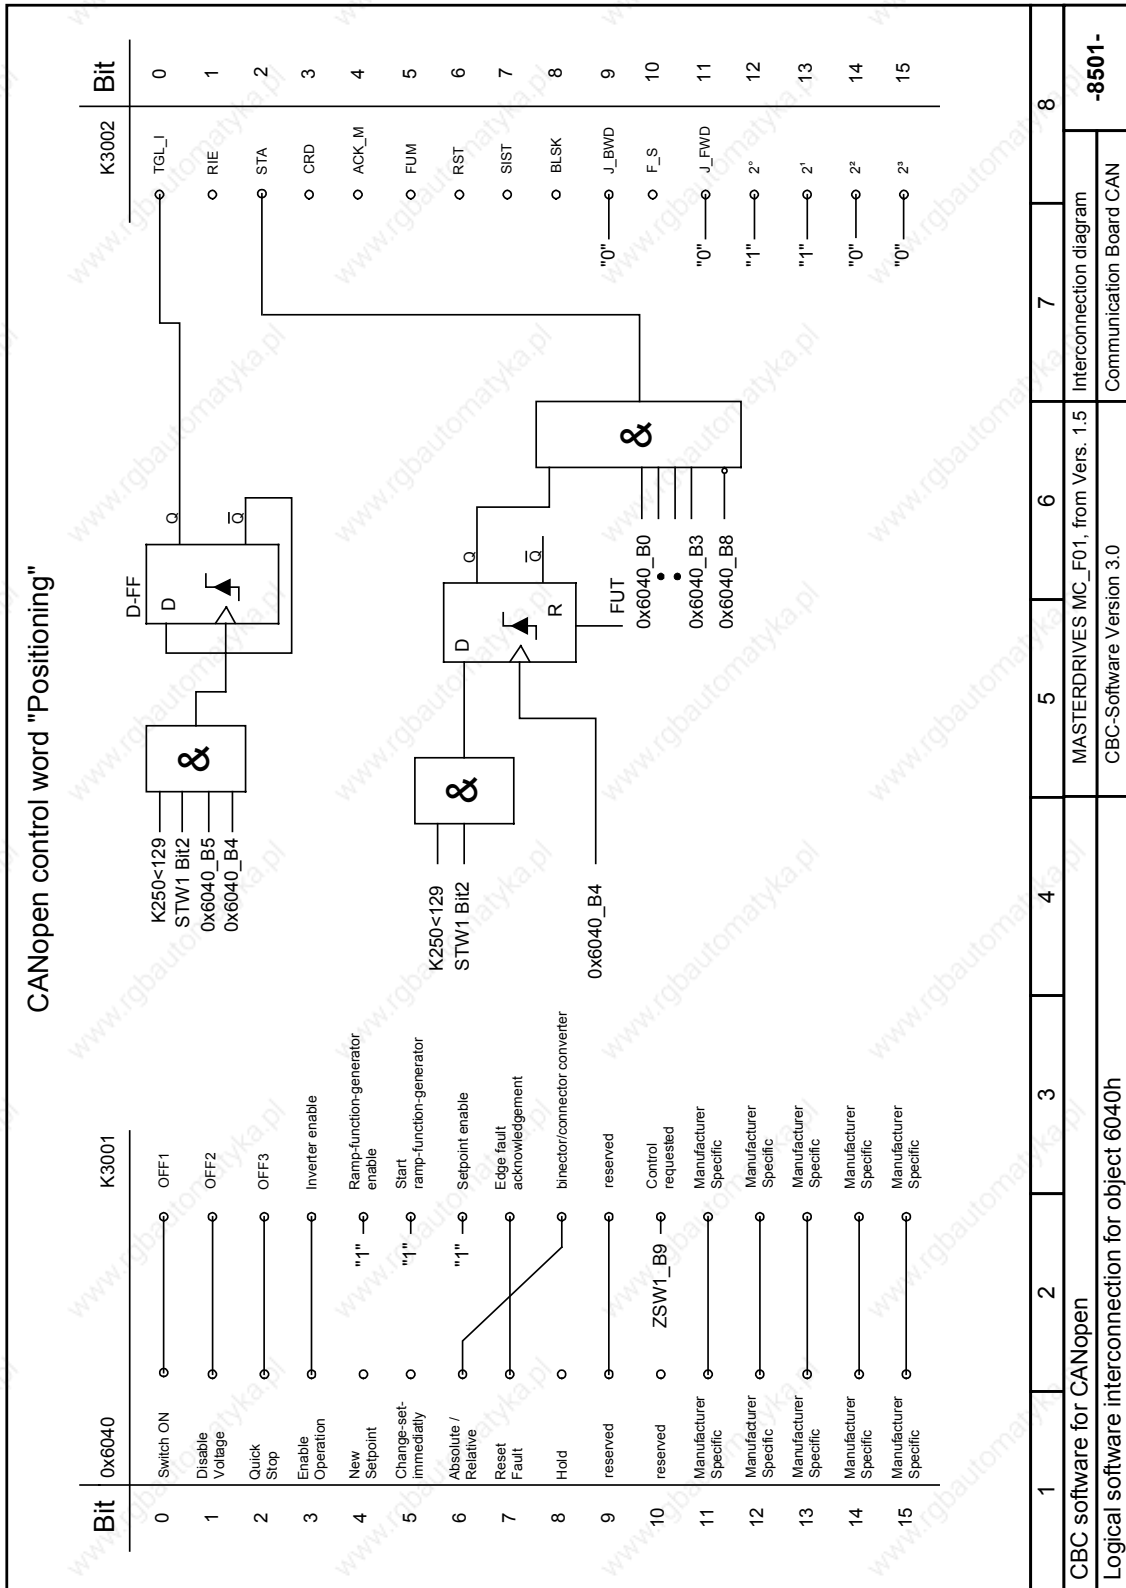 CANopen control word "Positioning"
Bit 0x6040 K3001 K3002 Bit
0 Switch ON OFF1 TGL_I 0
1 Disable Voltage OFF2 RIE 1
2 Quick Stop OFF3 STA 2
3 Enable Operation Inverter enable CRD 3
4 New Setpoint "1" Ramp-function-generator enable ACK_M 4
5 Change-set-immediatly "1" Start ramp-function-generator FUM 5
6 Absolute / Relative "1" Setpoint enable RST 6
7 Reset Fault Edge fault acknowledgement SIST 7
8 Hold binector/connector converter BLSK 8
9 reserved reserved "0" J_BWD 9
10 reserved ZSW1_B9 Control requested F_S 10
11 Manufacturer Specific Manufacturer Specific "0" J_FWD 11
12 Manufacturer Specific Manufacturer Specific "1" 2° 12
13 Manufacturer Specific Manufacturer Specific "1" 2¹ 13
14 Manufacturer Specific Manufacturer Specific "0" 2² 14
15 Manufacturer Specific Manufacturer Specific "0" 2³ 15
K250<129
STW1 Bit2
0x6040_B5
0x6040_B4
&
D-FF
D
Q
Q
K250<129
STW1 Bit2
&
0x6040_B4
D
R
Q
Q
FUT
0x6040_B0
0x6040_B3
0x6040_B8
&
1 2 3 4 5 6 7 8
CBC software for CANopen MASTERDRIVES MC_F01, from Vers. 1.5 Interconnection diagram -8501-
Logical software interconnection for object 6040h CBC-Software Version 3.0 Communication Board CAN
www.rgbautomatyka.pl